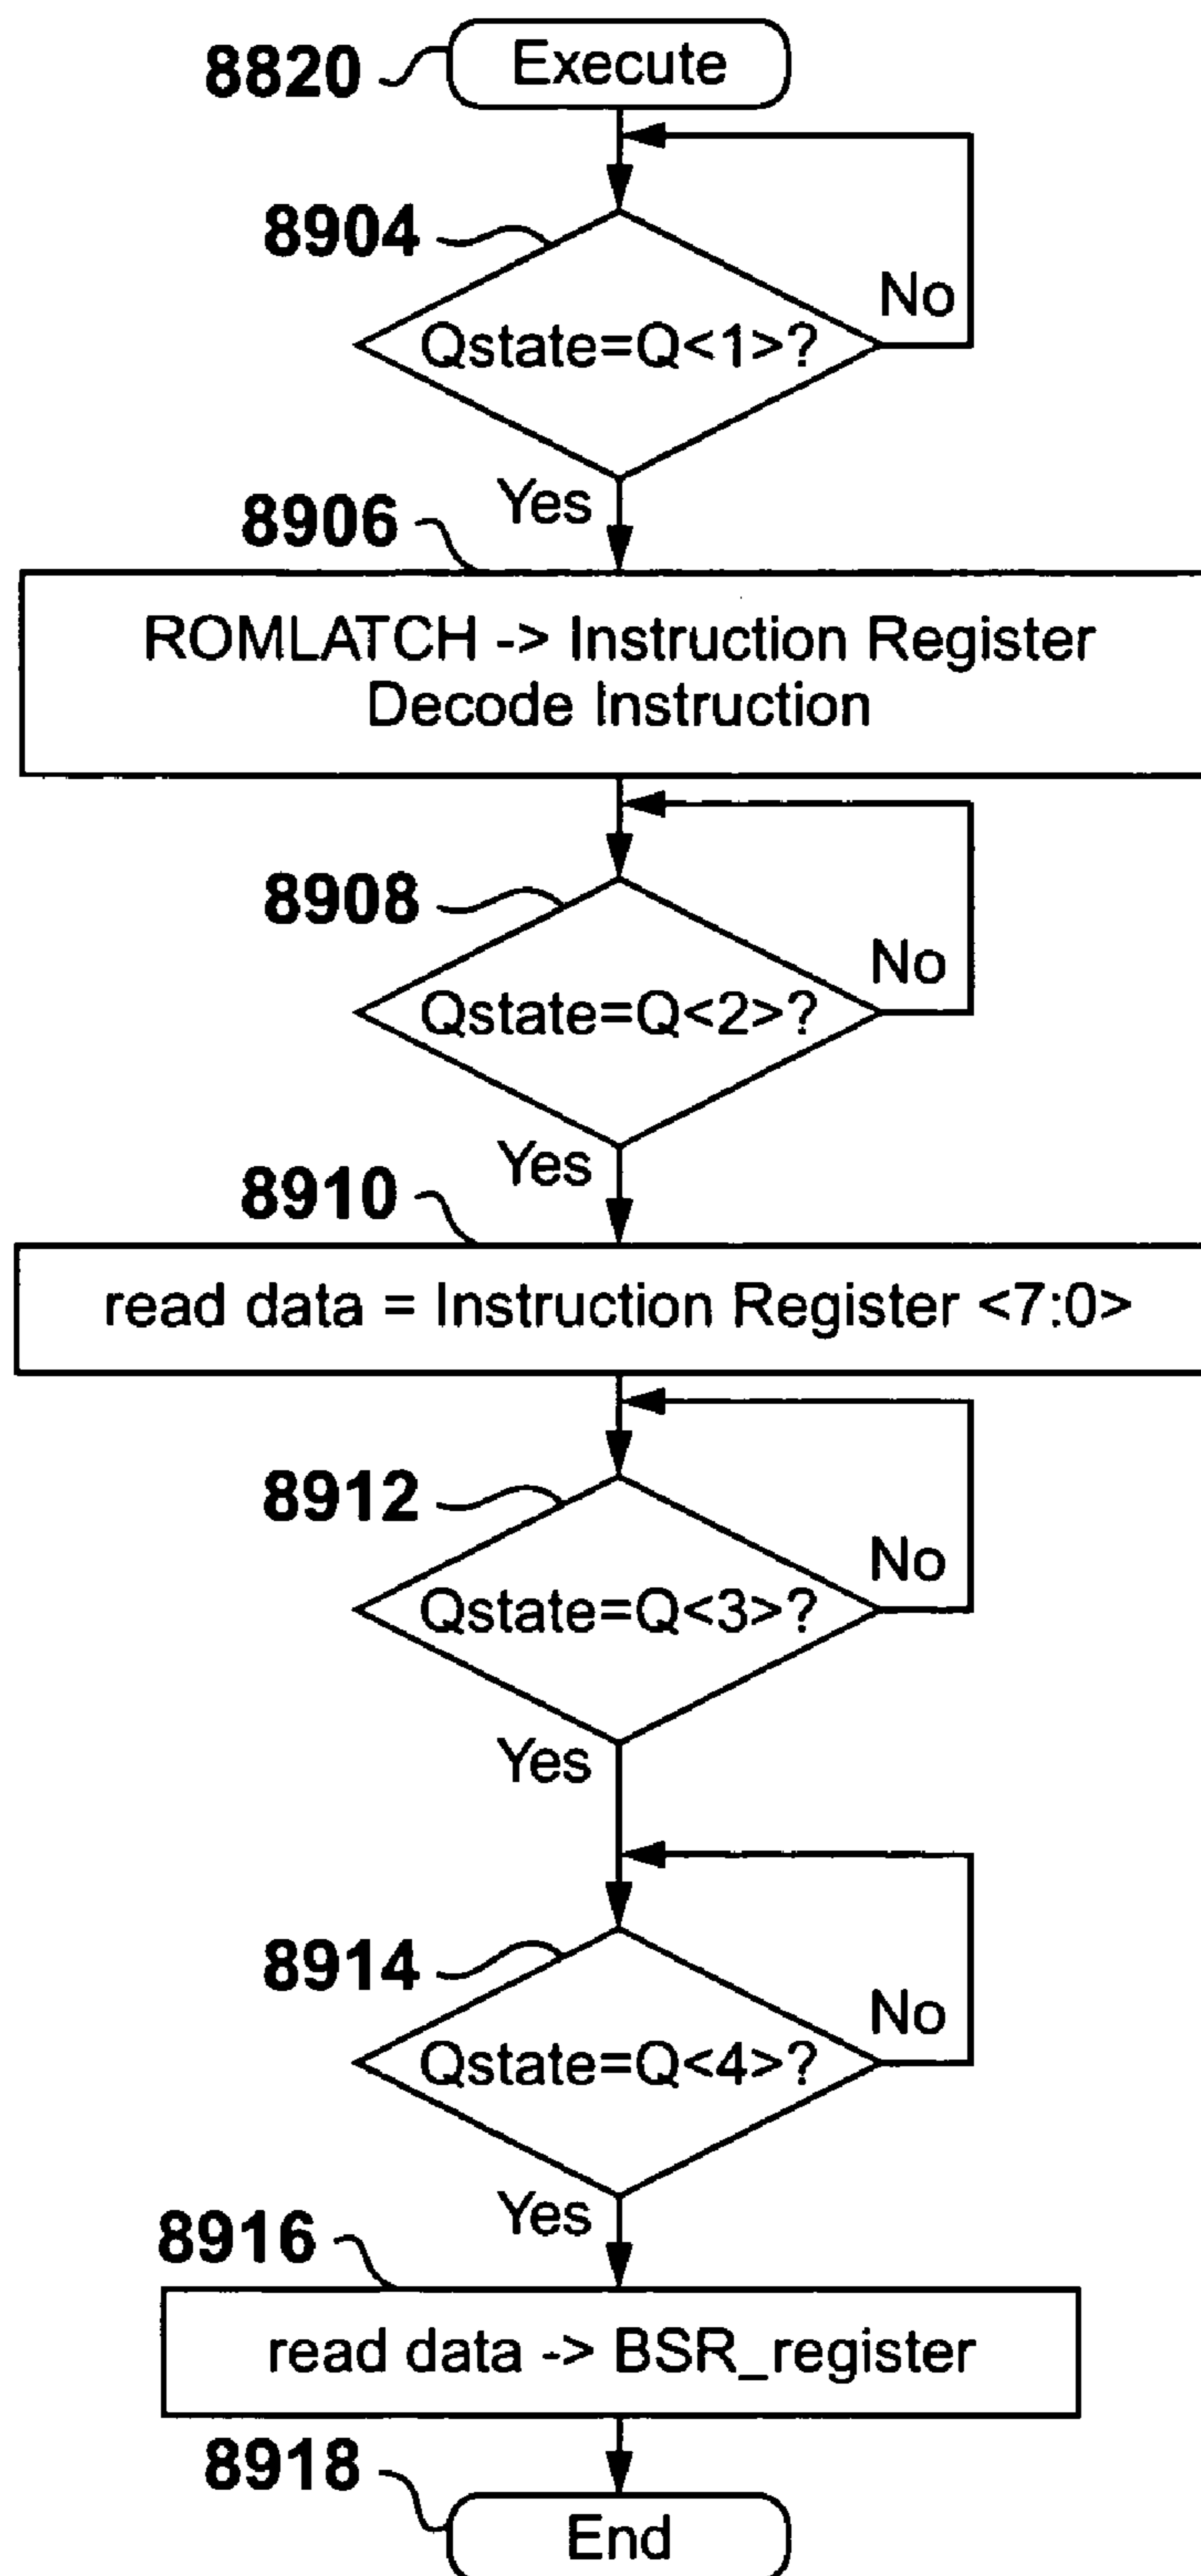 8820
Execute
8904
No
Qstate=Q<1>?
Yes
8906
ROMLATCH -> Instruction Register
Decode Instruction
8908
No
Qstate=Q<2>?
Yes
8910
read data = Instruction Register <7:0>
8912
No
Qstate=Q<3>?
Yes
8914
No
Qstate=Q<4>?
Yes
8916
read data -> BSR_register
8918
End